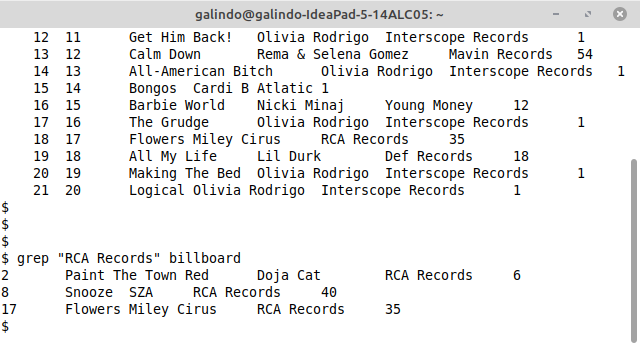 galindo@galindo-IdeaPad-5-14ALC05: ~
12 11 Get Him Back! Olivia Rodrigo Interscope Records 1
13 12 Calm Down Rema & Selena Gomez Mavin Records 54
14 13 All-American Bitch Olivia Rodrigo Interscope Records 1
15 14 Bongos Cardi B Atlatic 1
16 15 Barbie World Nicki Minaj Young Money 12
17 16 The Grudge Olivia Rodrigo Interscope Records 1
18 17 Flowers Miley Cirus RCA Records 35
19 18 All My Life Lil Durk Def Records 18
20 19 Making The Bed Olivia Rodrigo Interscope Records 1
21 20 Logical Olivia Rodrigo Interscope Records 1
$
$
$
$ grep "RCA Records" billboard
2 Paint The Town Red Doja Cat RCA Records 6
8 Snooze SZA RCA Records 40
17 Flowers Miley Cirus RCA Records 35
$